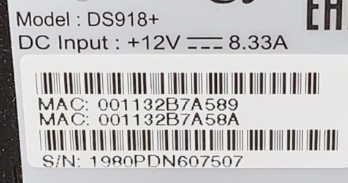 Model : DS918+
DC Input : +12V ⎓ 8.33A
MAC: 001132B7A589
MAC: 001132B7A58A
S/N: 1980PDN607507